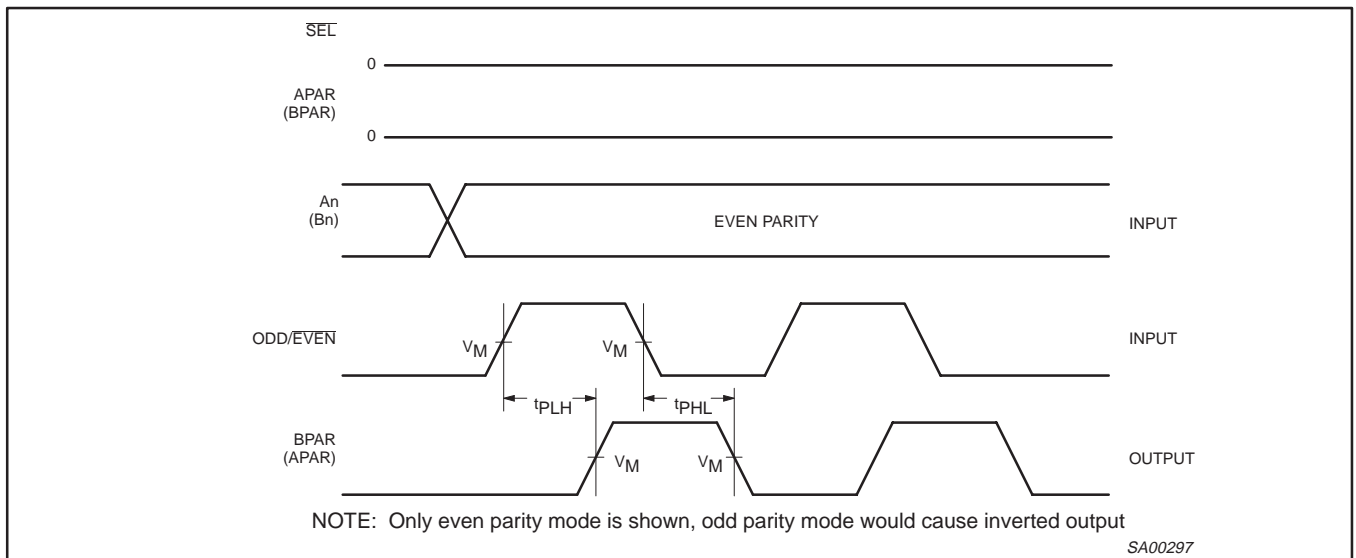 SEL
0
APAR
(BPAR)
0
An
(Bn)
EVEN PARITY
INPUT
ODD/EVEN
VM
VM
INPUT
tPLH
tPHL
BPAR
(APAR)
VM
VM
OUTPUT
NOTE: Only even parity mode is shown, odd parity mode would cause inverted output
SA00297